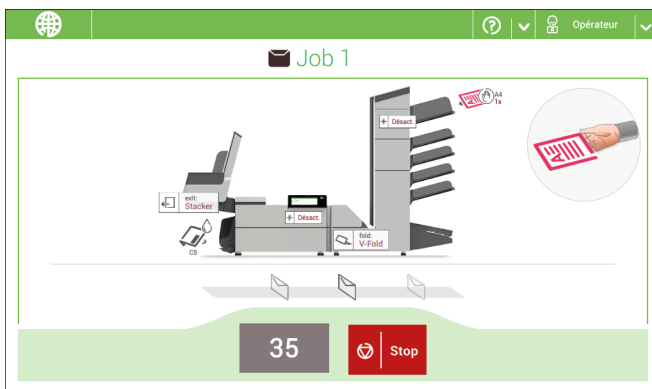 Opérateur
Job 1
A4
1x
Désact.
exit:
Stacker
Désact.
C5
fold:
V-Fold
35
Stop